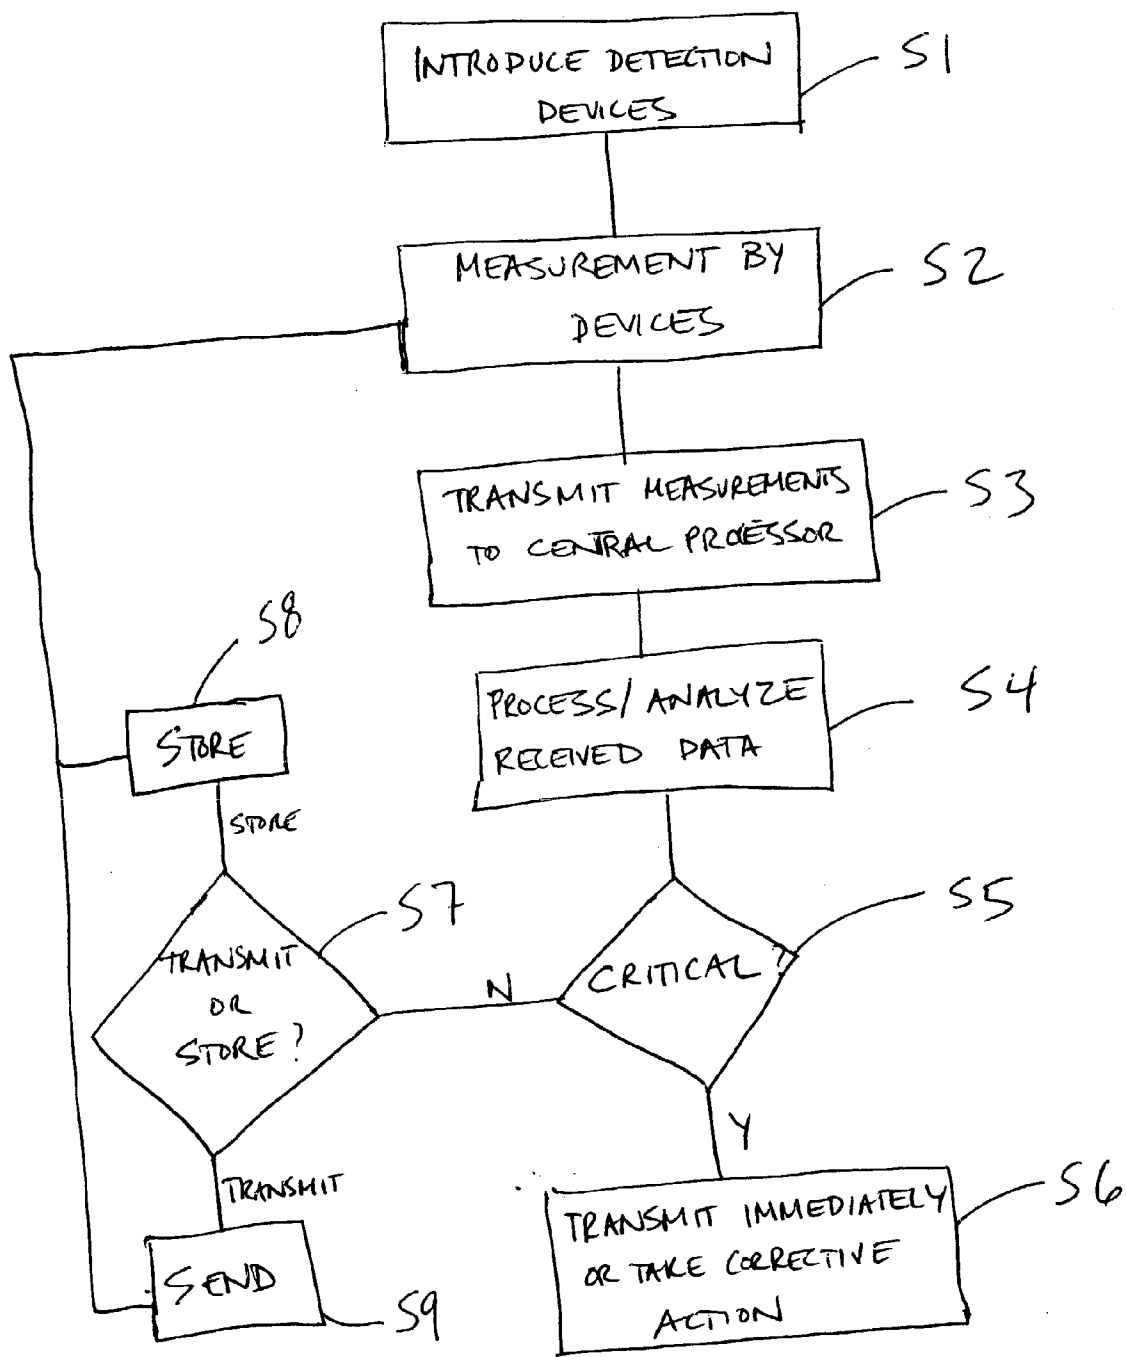 INTRODUCE DETECTION
DEVICES
S1
MEASUREMENT BY
DEVICES
S2
TRANSMIT MEASUREMENTS
TO CENTRAL PROCESSOR
S3
S8
STORE
STORE
PROCESS/ANALYZE
RECEIVED DATA
S4
S7
TRANSMIT
OR
STORE?
N
CRITICAL?
S5
Y
TRANSMIT
SEND
S9
TRANSMIT IMMEDIATELY
OR TAKE CORRECTIVE
ACTION
S6